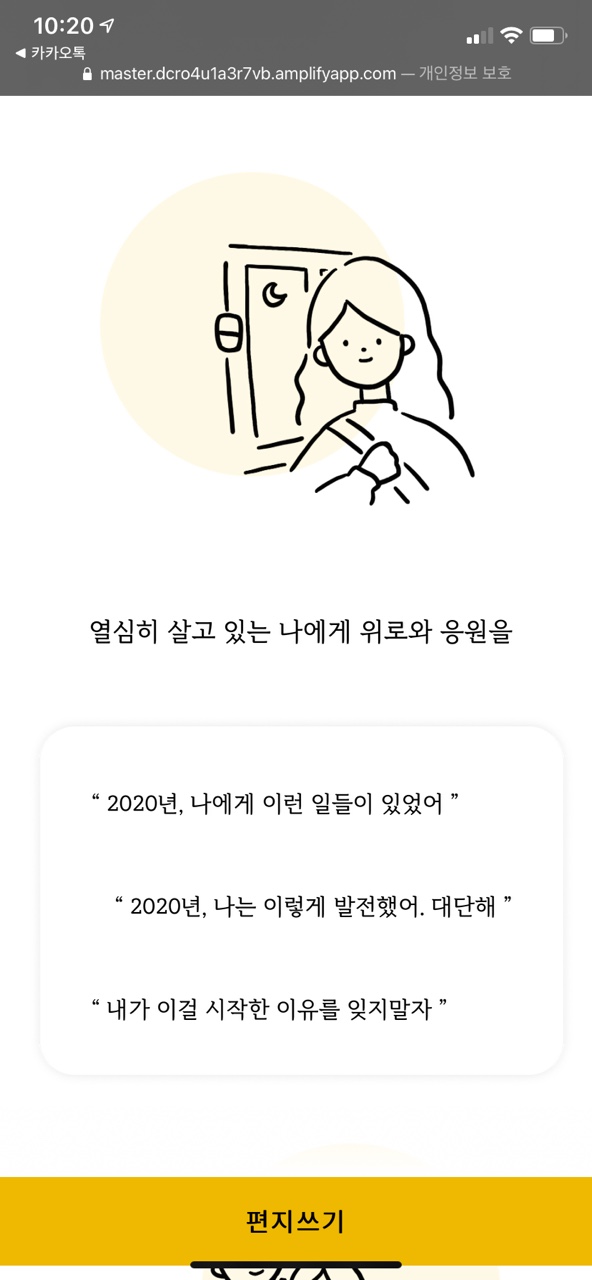 10:20
◀ 카카오톡
master.dcro4u1a3r7vb.amplifyapp.com — 개인정보 보호
열심히 살고 있는 나에게 위로와 응원을
“ 2020년, 나에게 이런 일들이 있었어 ”
“ 2020년, 나는 이렇게 발전했어. 대단해 ”
“ 내가 이걸 시작한 이유를 잊지말자 ”
편지쓰기